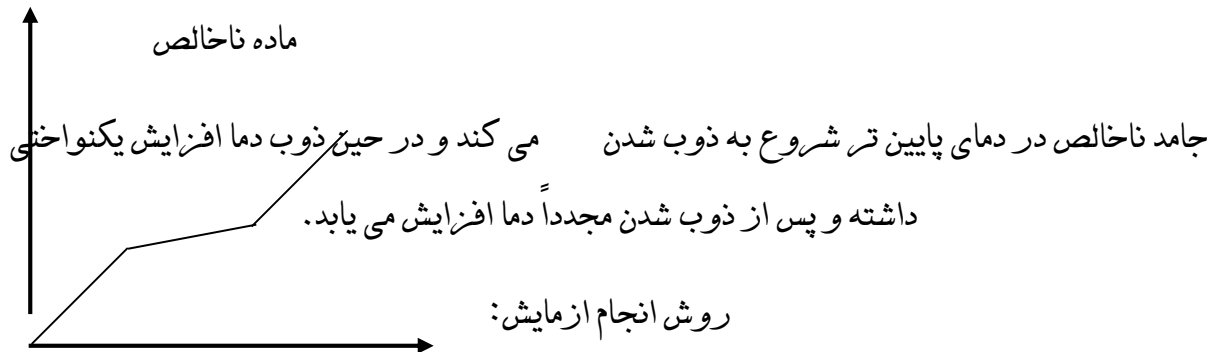 ماده ناخالص
جامد ناخالص در دمای پایین تر شروع به ذوب شدن می کند و در حین ذوب دما افزایش یکنواختی
داشته و پس از ذوب شدن مجدداً دما افزایش می یابد.
روش انجام ازمایش: